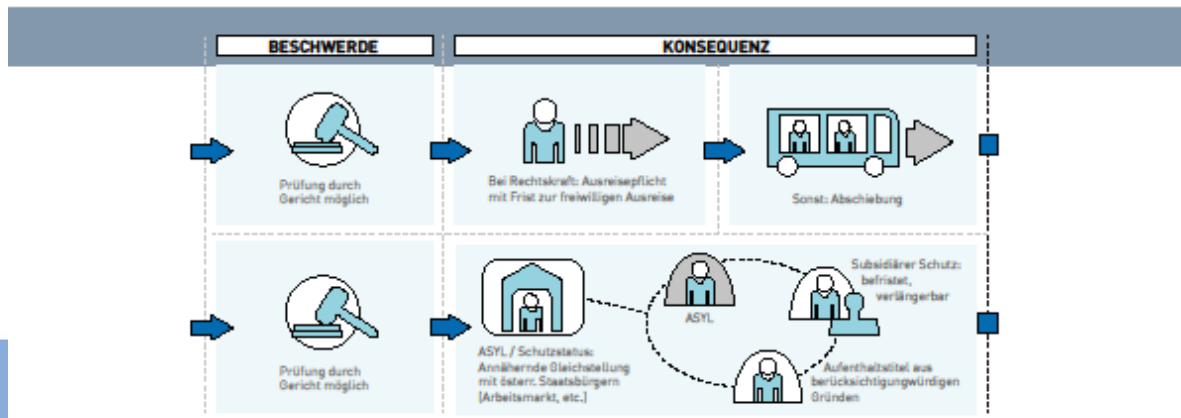 BESCHWERDE
KONSEQUENZ
Prüfung durch
Gericht möglich
Bei Rechtskraft: Ausreisepflicht
mit Frist zur freiwilligen Ausreise
Sonst: Abschiebung
Prüfung durch
Gericht möglich
ASYL / Schutzstatus:
Annähernde Gleichstellung
mit österr. Staatsbürgern
(Arbeitsmarkt, etc.)
ASYL
Subsidiärer Schutz:
befristet,
verlängerbar
Aufenthaltstitel aus
berücksichtigungwürdigen
Gründen